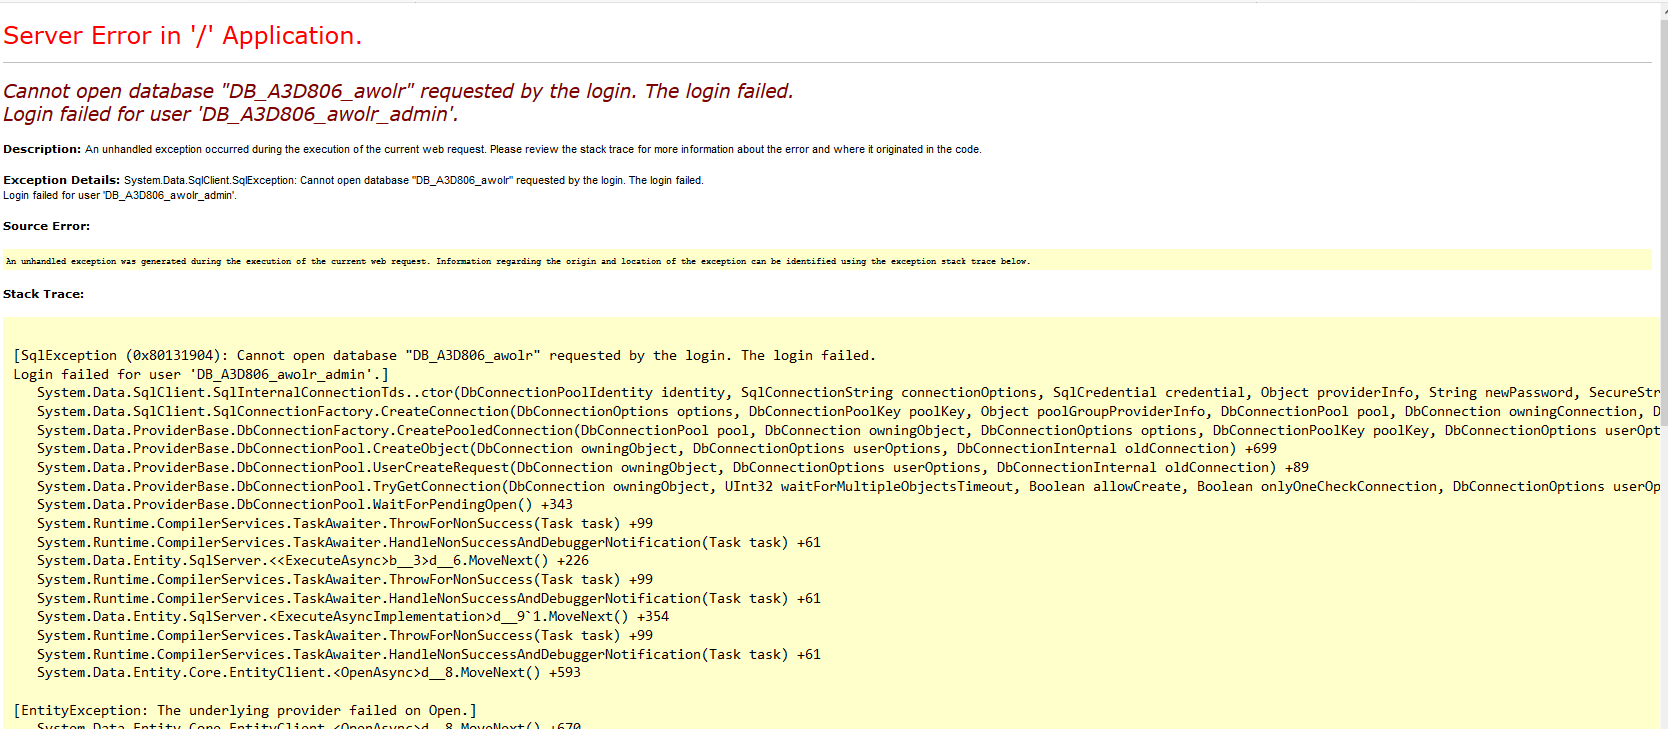 Server Error in '/' Application.
Cannot open database "DB_A3D806_awolr" requested by the login. The login failed.
Login failed for user 'DB_A3D806_awolr_admin'.
Description: An unhandled exception occurred during the execution of the current web request. Please review the stack trace for more information about the error and where it originated in the code.
Exception Details: System.Data.SqlClient.SqlException: Cannot open database "DB_A3D806_awolr" requested by the login. The login failed.
Login failed for user 'DB_A3D806_awolr_admin'.
Source Error:
An unhandled exception was generated during the execution of the current web request. Information regarding the origin and location of the exception can be identified using the exception stack trace below.
Stack Trace:
[SqlException (0x80131904): Cannot open database "DB_A3D806_awolr" requested by the login. The login failed.
Login failed for user 'DB_A3D806_awolr_admin'.]
System.Data.SqlClient.SqlInternalConnectionTds..ctor(DbConnectionPoolIdentity identity, SqlConnectionString connectionOptions, SqlCredential credential, Object providerInfo, String newPassword, SecureStr
System.Data.SqlClient.SqlConnectionFactory.CreateConnection(DbConnectionOptions options, DbConnectionPoolKey poolKey, Object poolGroupProviderInfo, DbConnectionPool pool, DbConnection owningConnection, D
System.Data.ProviderBase.DbConnectionFactory.CreatePooledConnection(DbConnectionPool pool, DbConnection owningObject, DbConnectionOptions options, DbConnectionPoolKey poolKey, DbConnectionOptions userOpt
System.Data.ProviderBase.DbConnectionPool.CreateObject(DbConnection owningObject, DbConnectionOptions userOptions, DbConnectionInternal oldConnection) +699
System.Data.ProviderBase.DbConnectionPool.UserCreateRequest(DbConnection owningObject, DbConnectionOptions userOptions, DbConnectionInternal oldConnection) +89
System.Data.ProviderBase.DbConnectionPool.TryGetConnection(DbConnection owningObject, UInt32 waitForMultipleObjectsTimeout, Boolean allowCreate, Boolean onlyOneCheckConnection, DbConnectionOptions userOp
System.Data.ProviderBase.DbConnectionPool.WaitForPendingOpen() +343
System.Runtime.CompilerServices.TaskAwaiter.ThrowForNonSuccess(Task task) +99
System.Runtime.CompilerServices.TaskAwaiter.HandleNonSuccessAndDebuggerNotification(Task task) +61
System.Data.Entity.SqlServer.<<ExecuteAsync>b__3>d__6.MoveNext() +226
System.Runtime.CompilerServices.TaskAwaiter.ThrowForNonSuccess(Task task) +99
System.Runtime.CompilerServices.TaskAwaiter.HandleNonSuccessAndDebuggerNotification(Task task) +61
System.Data.Entity.SqlServer.<ExecuteAsyncImplementation>d__9`1.MoveNext() +354
System.Runtime.CompilerServices.TaskAwaiter.ThrowForNonSuccess(Task task) +99
System.Runtime.CompilerServices.TaskAwaiter.HandleNonSuccessAndDebuggerNotification(Task task) +61
System.Data.Entity.Core.EntityClient.<OpenAsync>d__8.MoveNext() +593
[EntityException: The underlying provider failed on Open.]
System.Data.Entity.Core.EntityClient.<OpenAsync>d__8.MoveNext() +670